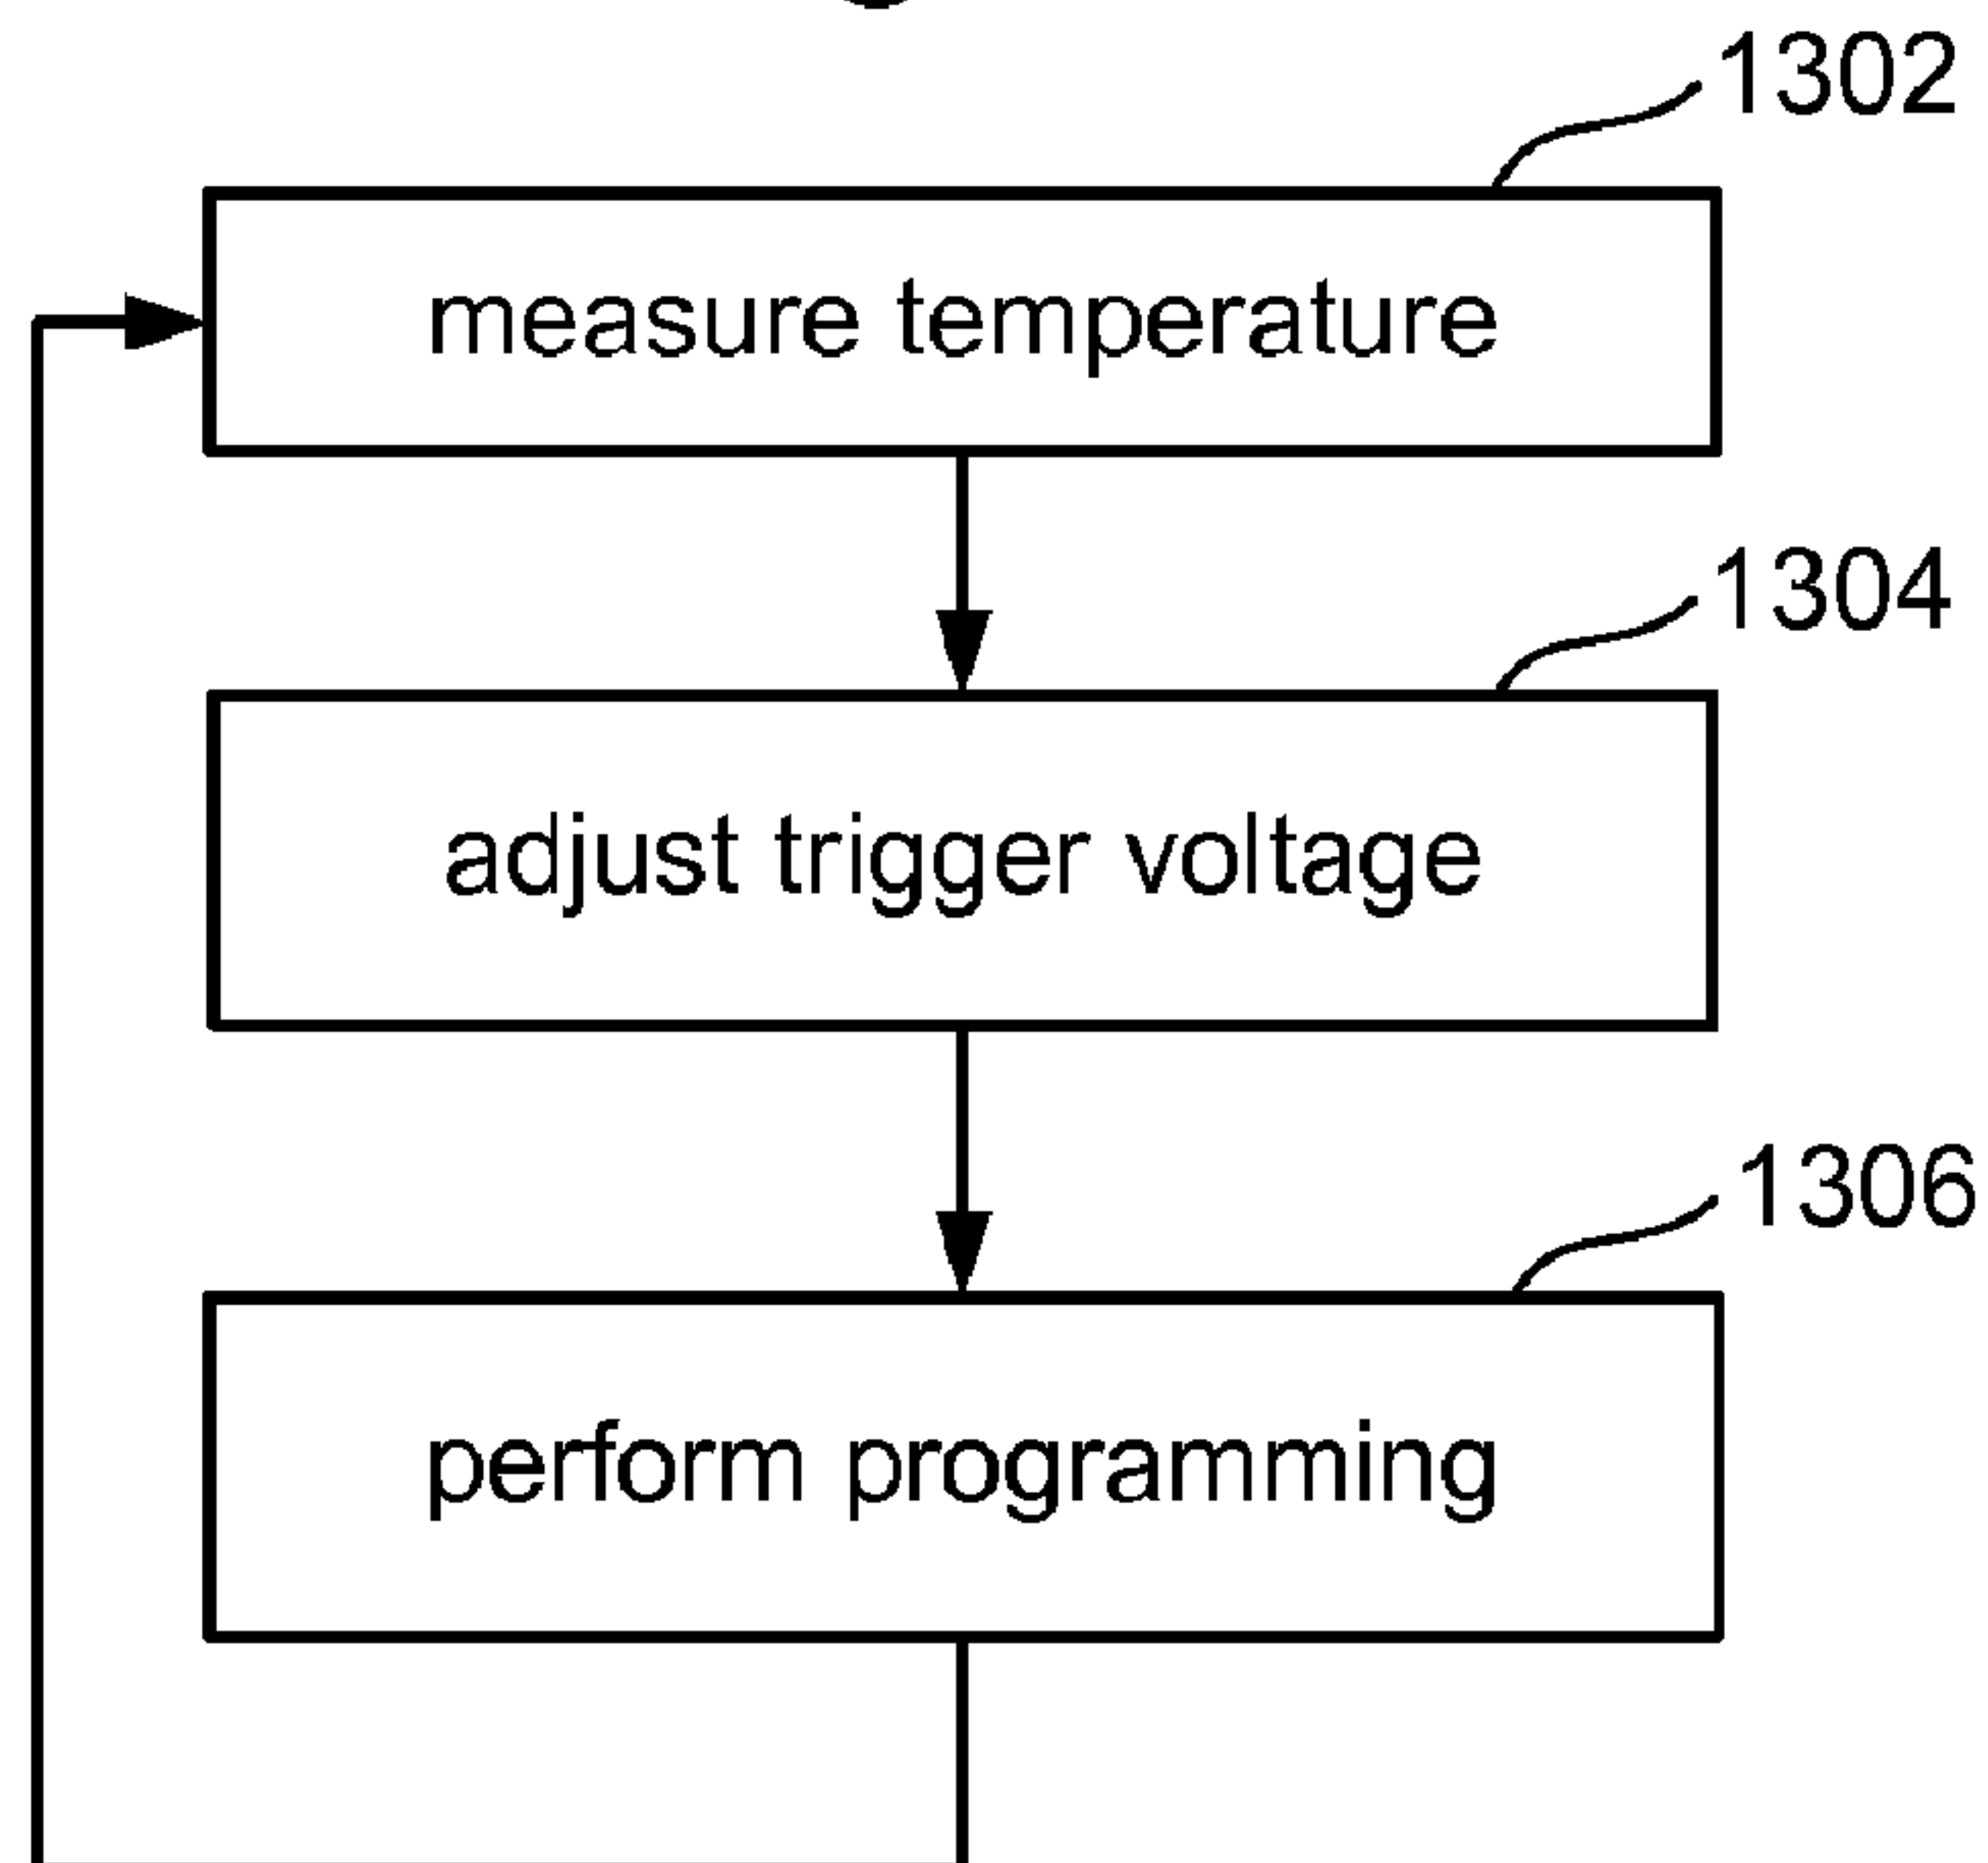 1302
measure temperature
1304
adjust trigger voltage
1306
perform programming